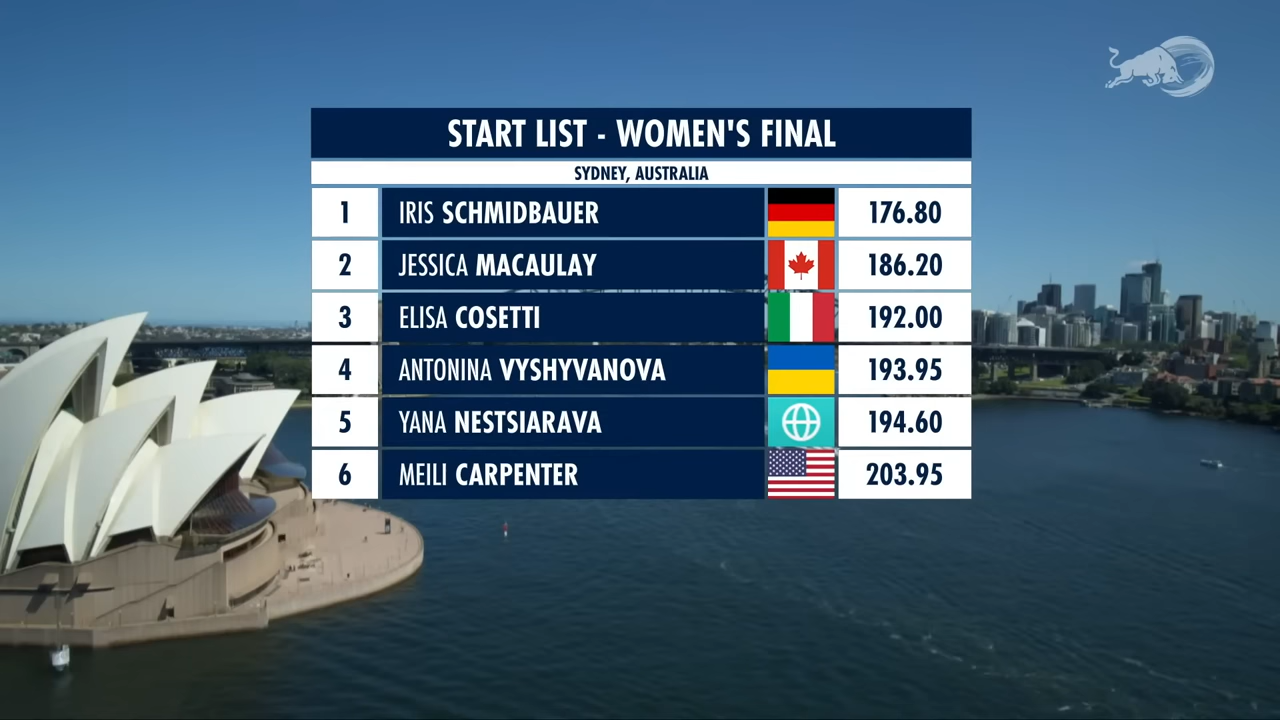 START LIST - WOMEN'S FINAL
SYDNEY, AUSTRALIA
1 IRIS SCHMIDBAUER 176.80
2 JESSICA MACAULAY 186.20
3 ELISA COSETTI 192.00
4 ANTONINA VYSHYVANOVA 193.95
5 YANA NESTSIARAVA 194.60
6 MEILI CARPENTER 203.95